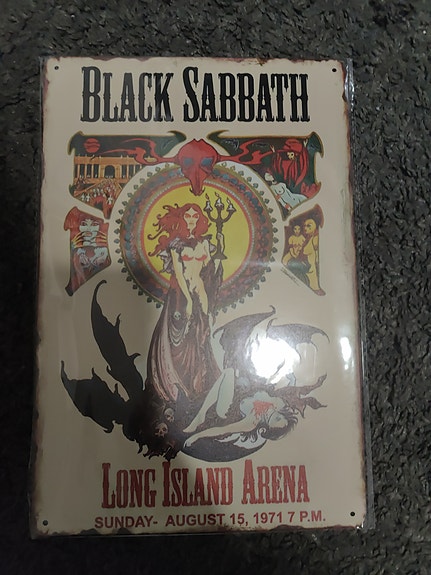 BLACK SABBATH
LONG ISLAND ARENA
SUNDAY- AUGUST 15, 1971 7 P.M.